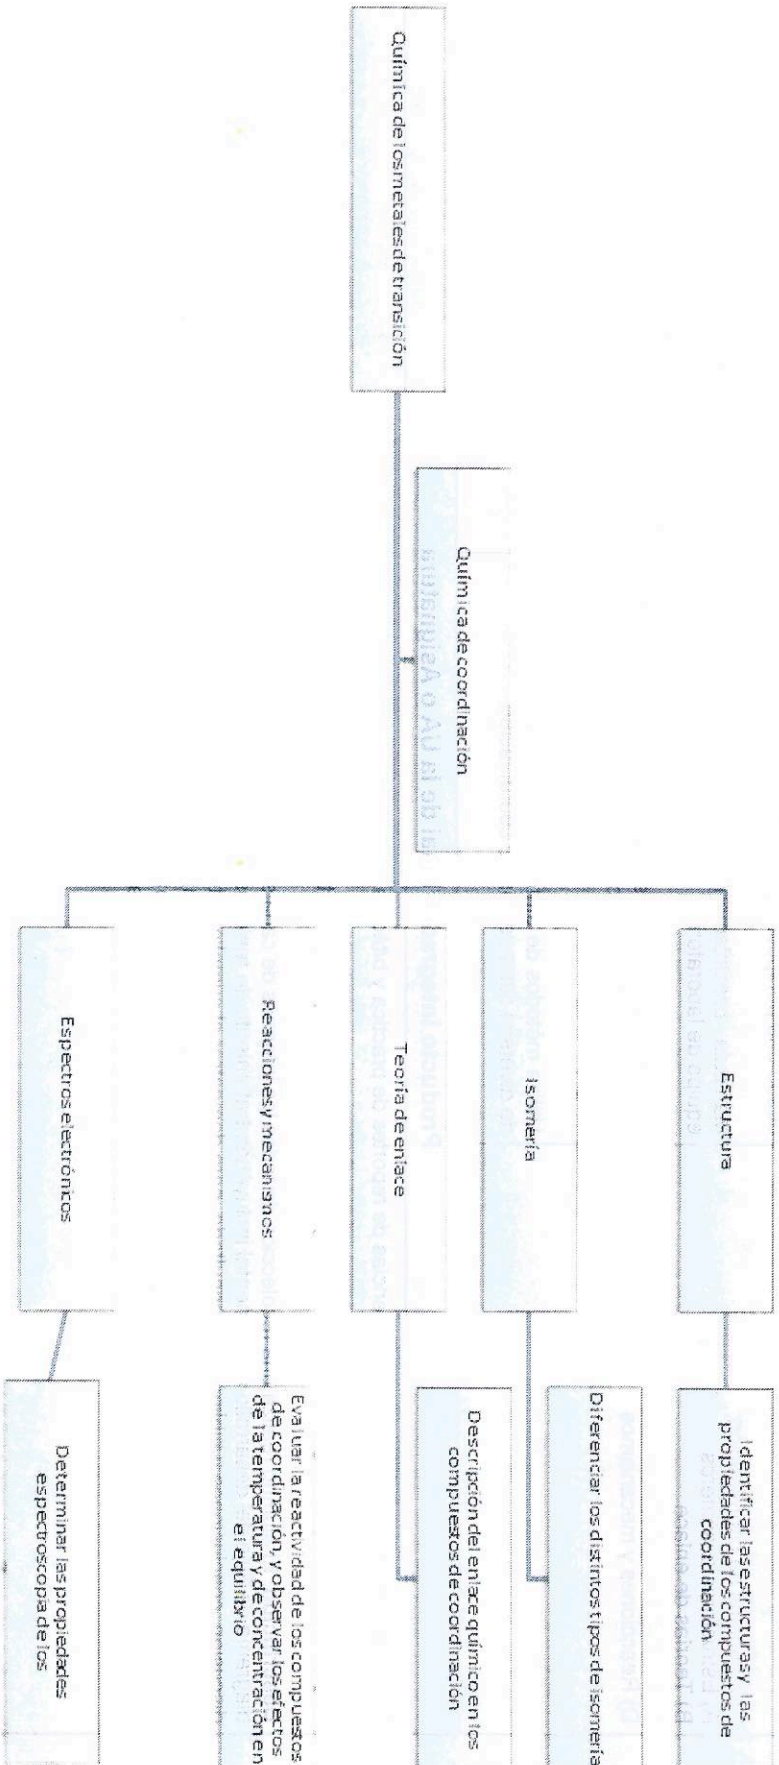 Química de los metales de transición
Química de coordinación
Estructura
Identificar las estructuras y las
propiedades de los compuestos de
coordinación
Isomería
Diferenciar los distintos tipos de isomería
Teoría de enlace
Descripción del enlace químico en los
compuestos de coordinación
Reacciones y mecanismos
Evaluar la reactividad de los compuestos
de coordinación, y observar los efectos
de la temperatura y de concentración en
el equilibrio
Espectros electrónicos
Determinar las propiedades
espectroscopia de los